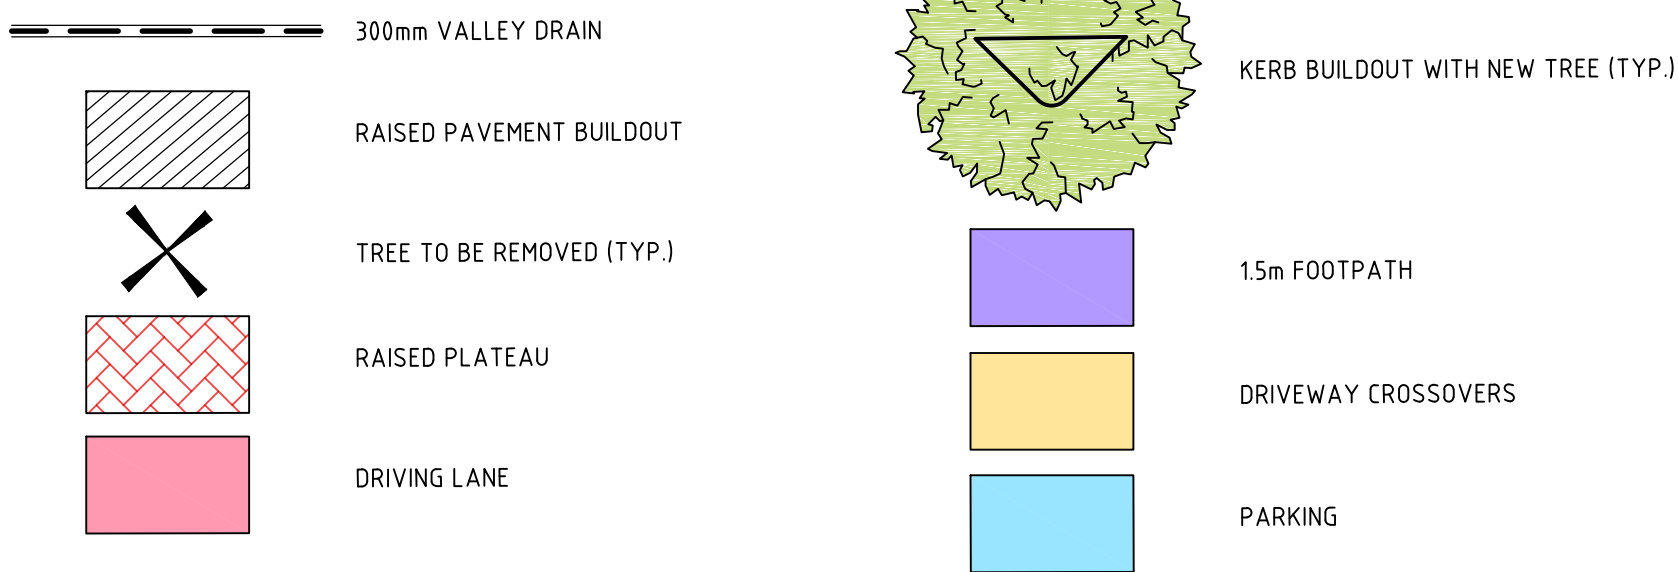 300mm VALLEY DRAIN
RAISED PAVEMENT BUILDOUT
TREE TO BE REMOVED (TYP.)
RAISED PLATEAU
DRIVING LANE
KERB BUILDOUT WITH NEW TREE (TYP.)
1.5m FOOTPATH
DRIVEWAY CROSSOVERS
PARKING